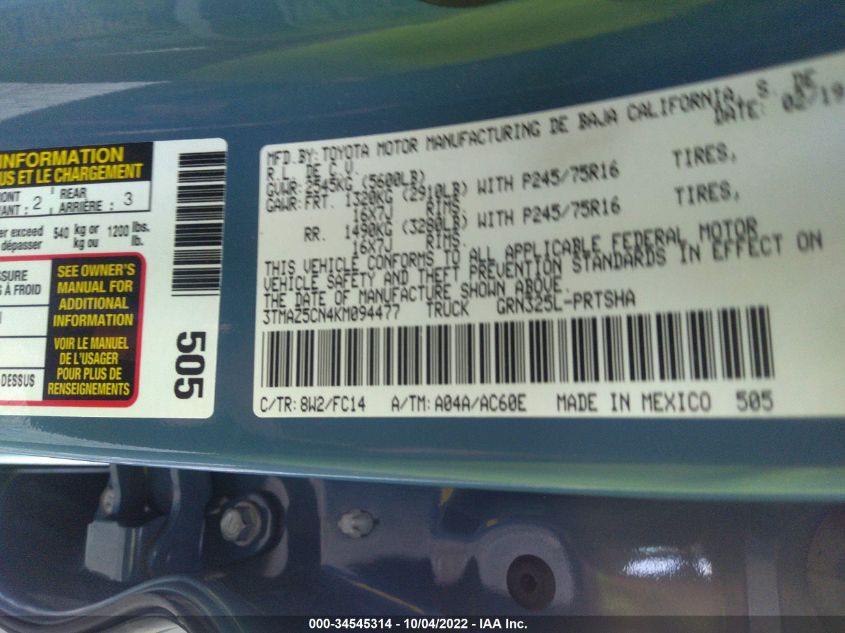 INFORMATION
US ET LE CHARGEMENT
REAR
2 ARRIÈRE : 3
er exceed 540 kg or 1200 lbs.
dépasser kg ou lb.
SSURE
S À FROID
SEE OWNER'S
MANUAL FOR
ADDITIONAL
INFORMATION
VOIR LE MANUEL
DE L'USAGER
POUR PLUS DE
RENSEIGNEMENTS
DESSUS
505
MFD. BY: TOYOTA MOTOR MANUFACTURING DE BAJA CALIFORNIA, S. DE
R.L. DE C.V. DATE: 02/19
GVWR: 2545KG (5600LB)
GAWR: FRT. 1320KG (2910LB) WITH P245/75R16 TIRES,
16X7J RIMS.
RR. 1490KG (3280LB) WITH P245/75R16 TIRES,
16X7J RIMS.
THIS VEHICLE CONFORMS TO ALL APPLICABLE FEDERAL MOTOR
VEHICLE SAFETY AND THEFT PREVENTION STANDARDS IN EFFECT ON
THE DATE OF MANUFACTURE SHOWN ABOVE.
3TMAZ5CN4KM094477 TRUCK GRN325L-PRTSHA
C/TR: 8W2/FC14 A/TM: A04A/AC60E MADE IN MEXICO 505
000-34545314 - 10/04/2022 - IAA Inc.